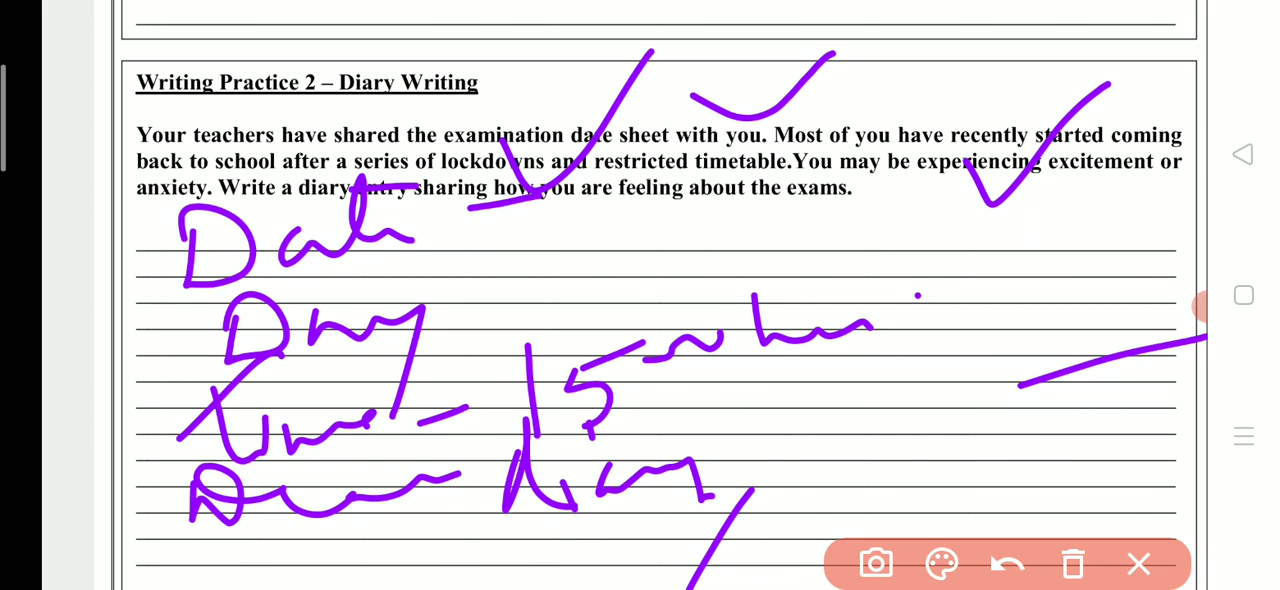 Writing Practice 2 – Diary Writing
Your teachers have shared the examination date sheet with you. Most of you have recently started coming
back to school after a series of lockdowns and restricted timetable.You may be experiencing excitement or
anxiety. Write a diary entry sharing how you are feeling about the exams.
Date
Day
Time - 15
Dear Diary